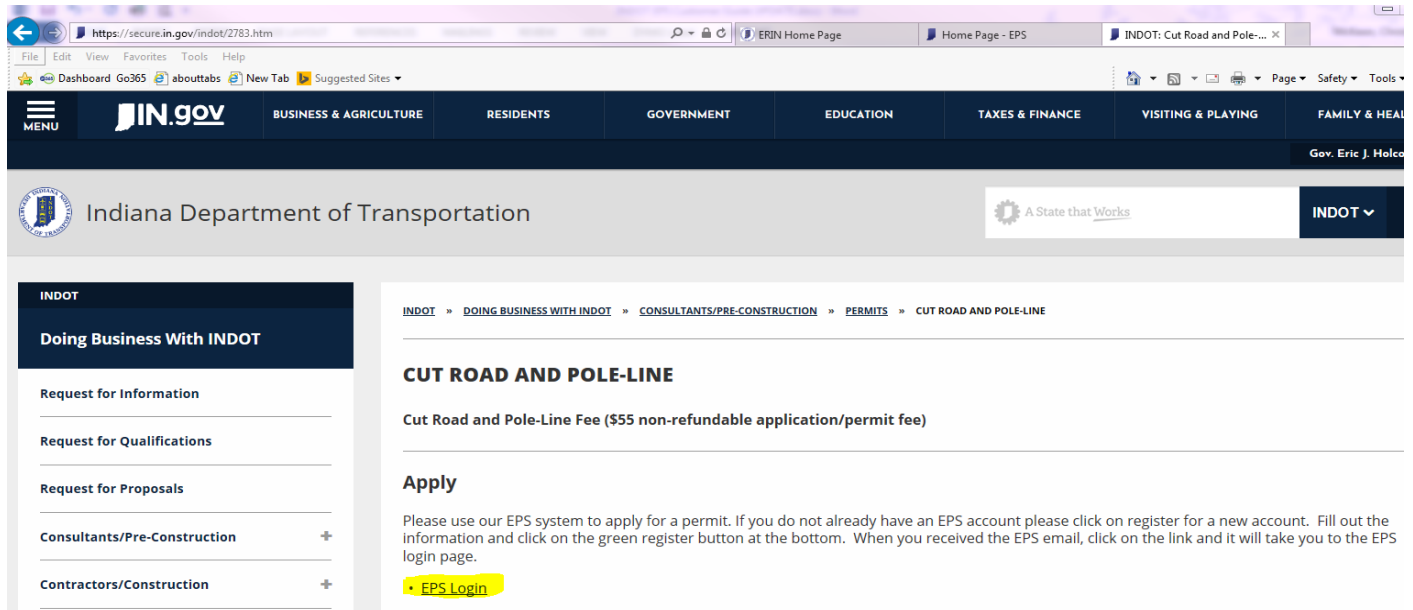 https://secure.in.gov/indot/2783.htm
ERIN Home Page
Home Page - EPS
INDOT: Cut Road and Pole-...
File Edit View Favorites Tools Help
Dashboard Go365 abouttabs New Tab Suggested Sites
Page Safety Tools
MENU
IN.gov
BUSINESS & AGRICULTURE RESIDENTS GOVERNMENT EDUCATION TAXES & FINANCE VISITING & PLAYING FAMILY & HEAL
Gov. Eric J. Holco
Indiana Department of Transportation
A State that Works
INDOT
INDOT
Doing Business With INDOT
Request for Information
Request for Qualifications
Request for Proposals
Consultants/Pre-Construction +
Contractors/Construction +
INDOT » DOING BUSINESS WITH INDOT » CONSULTANTS/PRE-CONSTRUCTION » PERMITS » CUT ROAD AND POLE-LINE
CUT ROAD AND POLE-LINE
Cut Road and Pole-Line Fee ($55 non-refundable application/permit fee)
Apply
Please use our EPS system to apply for a permit. If you do not already have an EPS account please click on register for a new account. Fill out the
information and click on the green register button at the bottom. When you received the EPS email, click on the link and it will take you to the EPS
login page.
• EPS Login